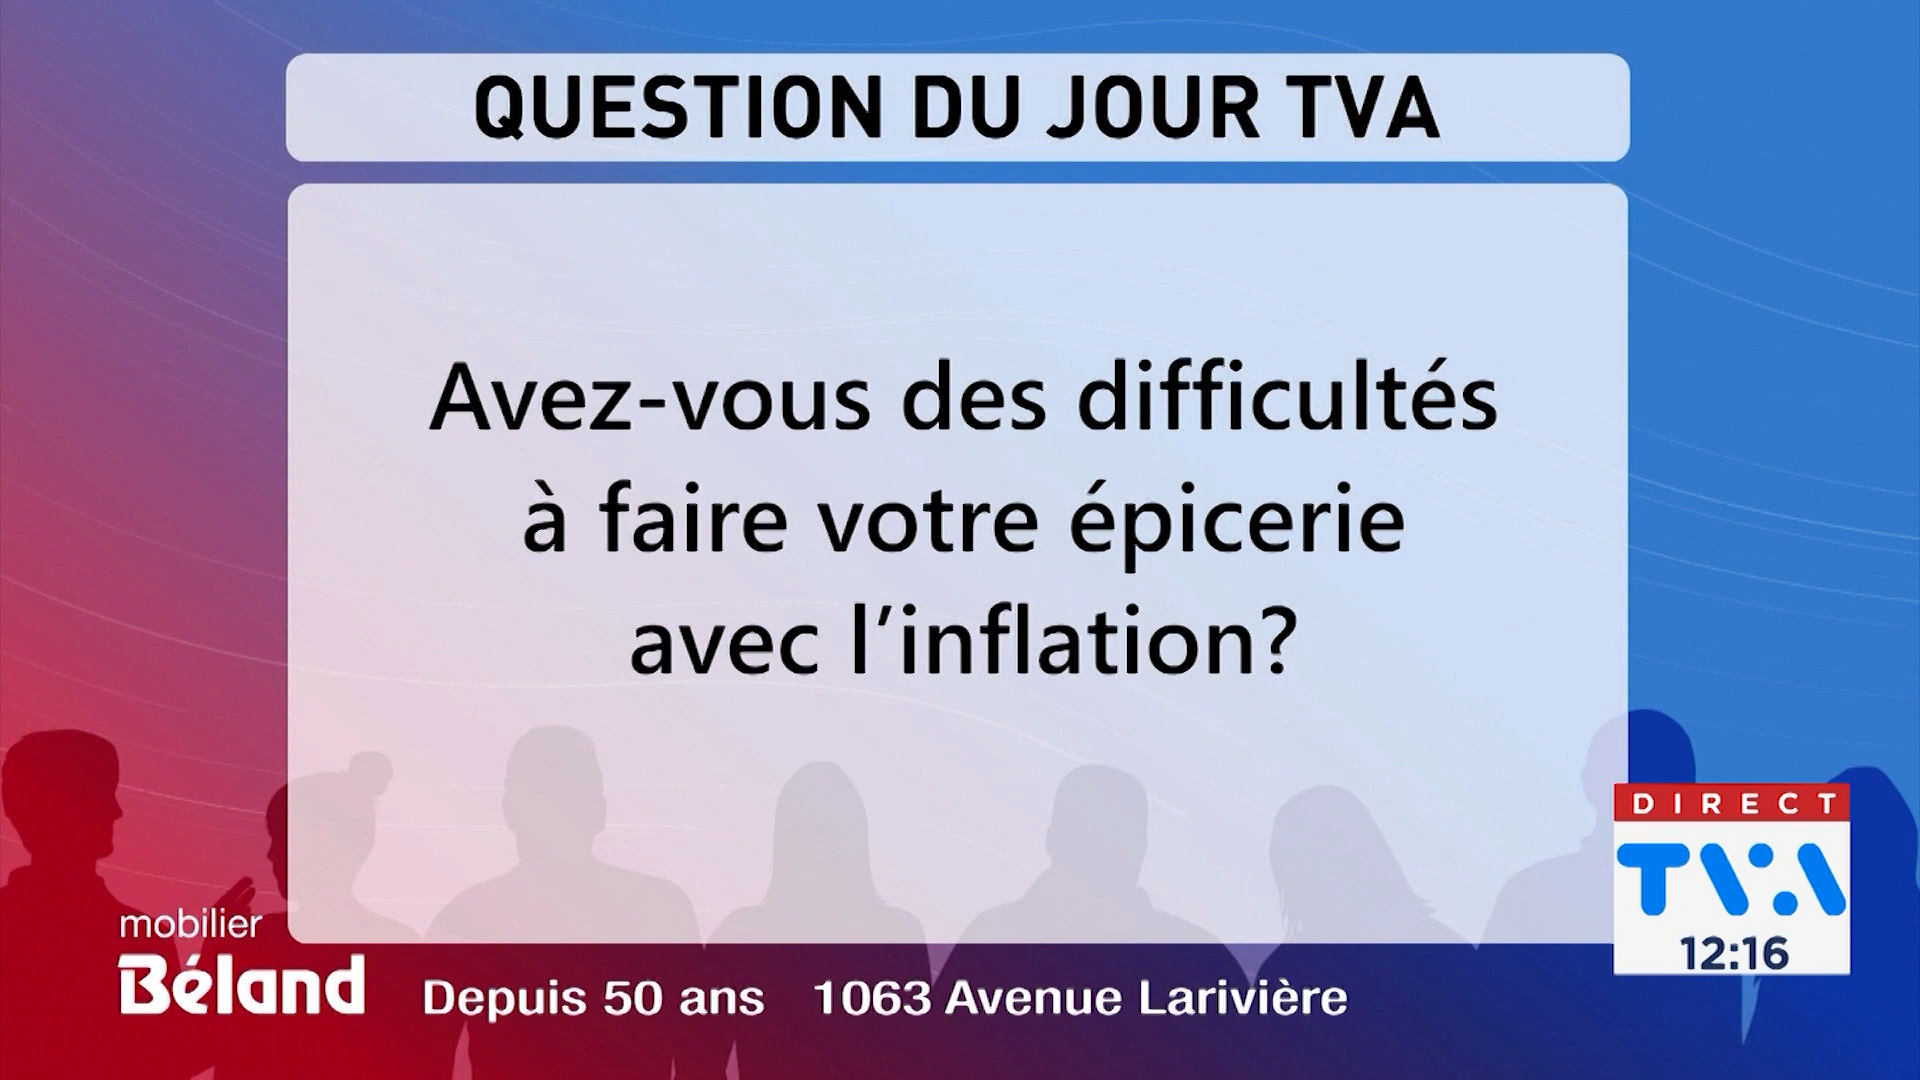 QUESTION DU JOUR TVA
Avez-vous des difficultés
à faire votre épicerie
avec l'inflation?
DIRECT
TVA
12:16
mobilier
Béland
Depuis 50 ans 1063 Avenue Larivière